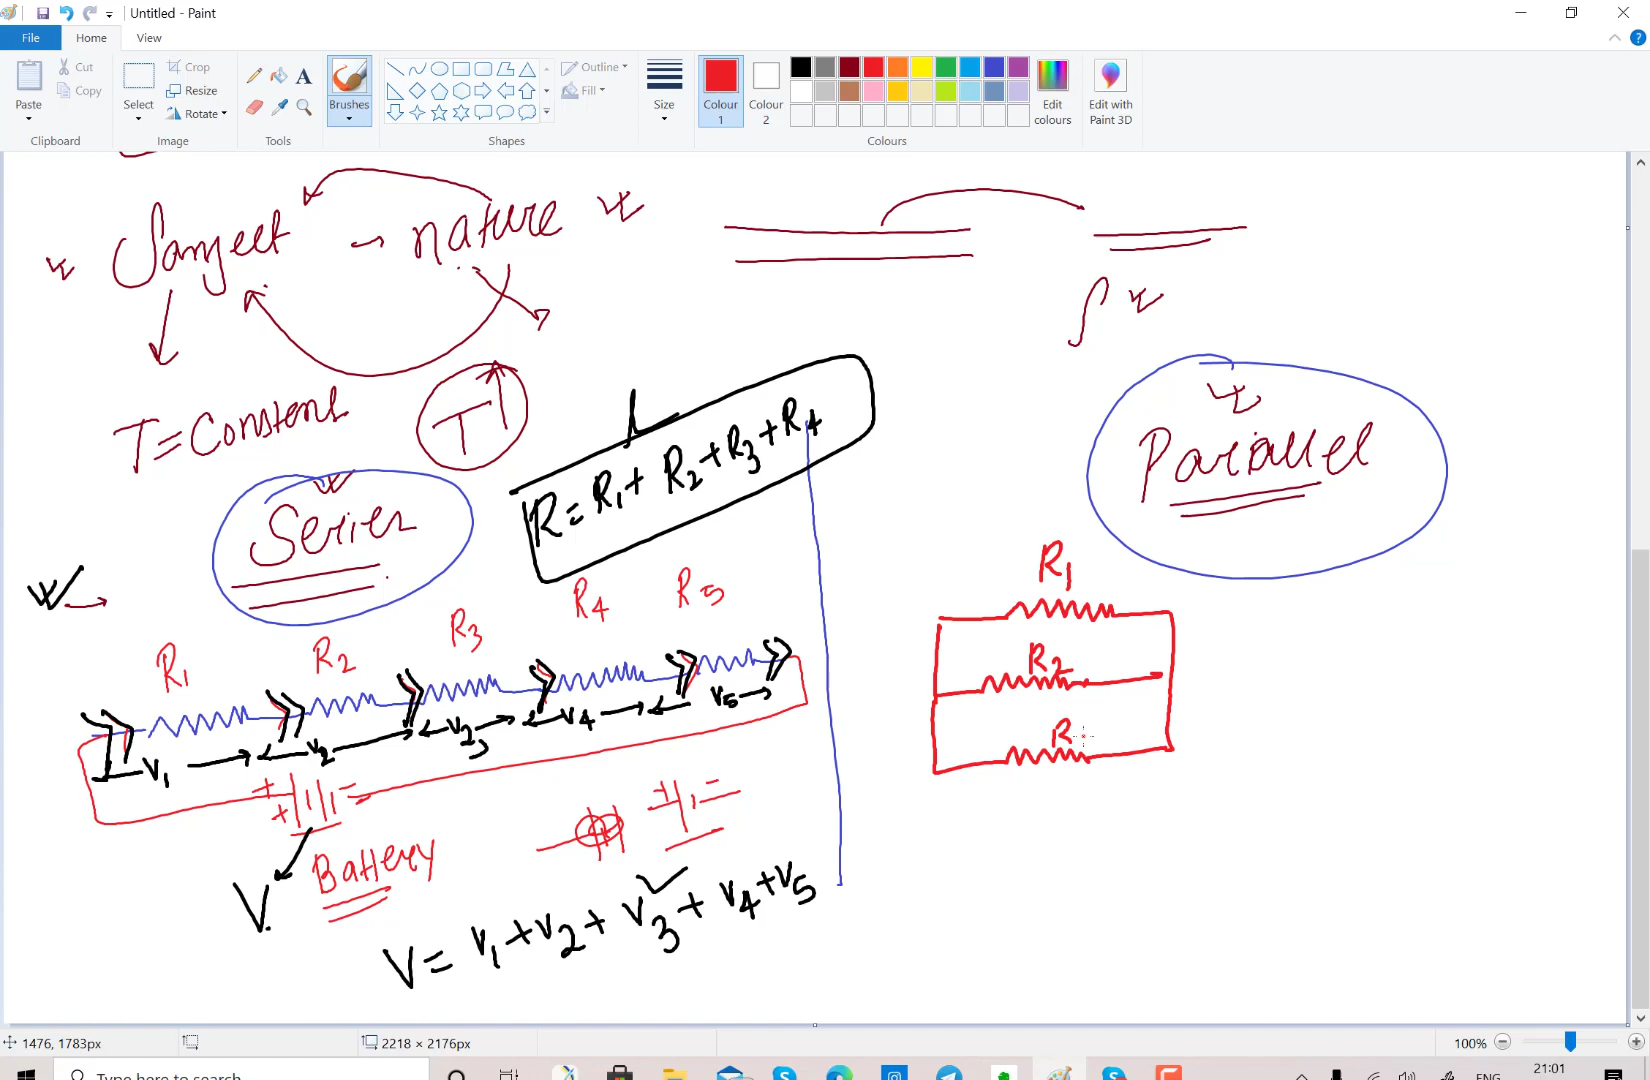 Untitled - Paint
File Home View
Paste
Cut
Copy
Clipboard
Select
Crop
Resize
Rotate
Image
Tools
Brushes
Shapes
Outline
Fill
Size
Colour 1
Colour 2
Edit colours
Edit with Paint 3D
Colours
nature
T=Constant
T
R=R1+R2+R3+R4
Parallel
Series
R1 R2 R3 R4 R5
V1 V2 V3 V4 V5
R1
R2
R
+ -
+
+ -
Battery
V
V=V1+V2+V3+V4+V5
1476, 1783px
2218 × 2176px
100%
Type here to search
ENG
21:01